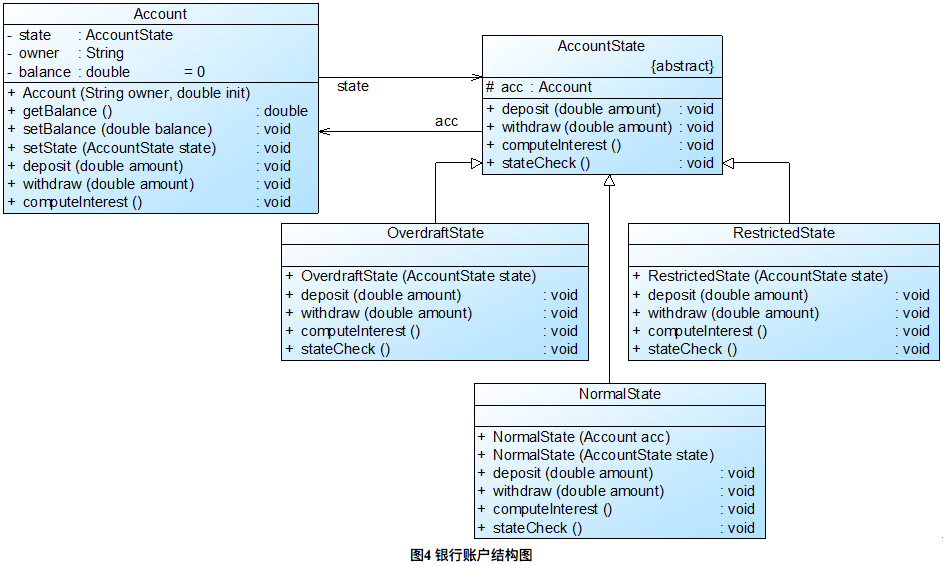 Account
- state : AccountState
- owner : String
- balance : double = 0
+ Account (String owner, double init)
+ getBalance () : double
+ setBalance (double balance) : void
+ setState (AccountState state) : void
+ deposit (double amount) : void
+ withdraw (double amount) : void
+ computeInterest () : void
state
acc
AccountState
{abstract}
# acc : Account
+ deposit (double amount) : void
+ withdraw (double amount) : void
+ computeInterest () : void
+ stateCheck () : void
OverdraftState
+ OverdraftState (AccountState state)
+ deposit (double amount) : void
+ withdraw (double amount) : void
+ computeInterest () : void
+ stateCheck () : void
RestrictedState
+ RestrictedState (AccountState state)
+ deposit (double amount) : void
+ withdraw (double amount) : void
+ computeInterest () : void
+ stateCheck () : void
NormalState
+ NormalState (Account acc)
+ NormalState (AccountState state)
+ deposit (double amount) : void
+ withdraw (double amount) : void
+ computeInterest () : void
+ stateCheck () : void
图4 银行账户结构图